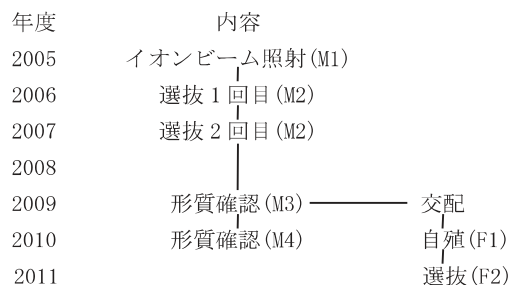 年度 内容
2005 イオンビーム照射(M1)
2006 選抜1回目(M2)
2007 選抜2回目(M2)
2008
2009 形質確認(M3) 交配
2010 形質確認(M4) 自殖(F1)
2011 選抜(F2)